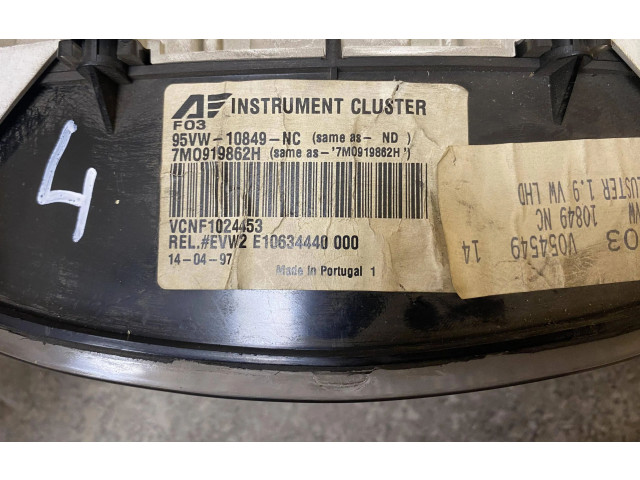 AF INSTRUMENT CLUSTER
F03
95VW-10849-NC (same as- ND )
7M0919862H (same as-'7M0919862H')
VCNF1024453
REL.#EVW2 E10634440 000
14-04-97
Made in Portugal 1
4
LUSTER 1.9 VW LHD
10849 NC
03 V054549 14